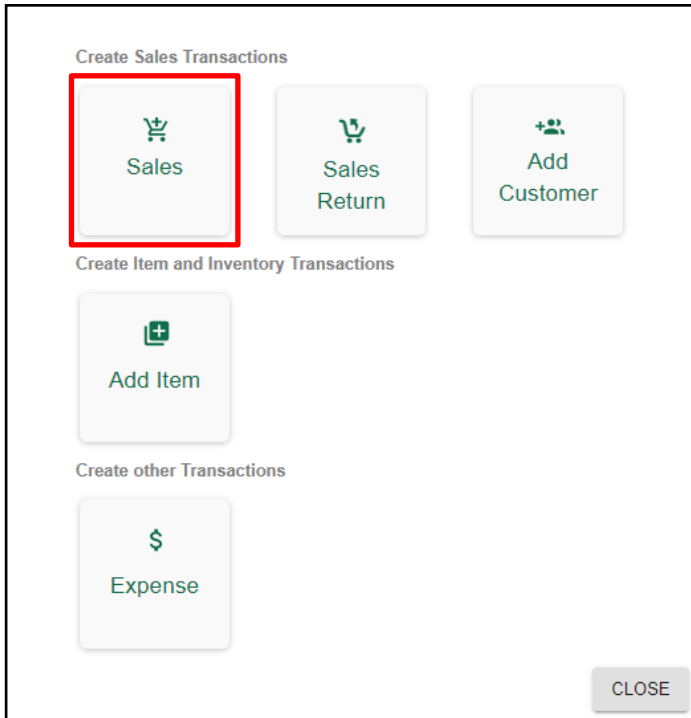 Create Sales Transactions
Sales
Sales
Return
Add
Customer
Create Item and Inventory Transactions
Add Item
Create other Transactions
$
Expense
CLOSE